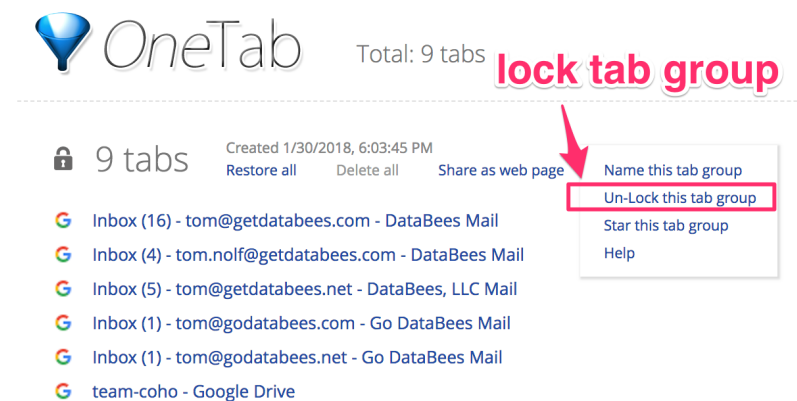 OneTab
Total: 9 tabs
lock tab group
9 tabs
Created 1/30/2018, 6:03:45 PM
Restore all
Delete all
Share as web page
Name this tab group
Un-Lock this tab group
Star this tab group
Help
Inbox (16) - tom@getdatabees.com - DataBees Mail
Inbox (4) - tom.nolf@getdatabees.com - DataBees Mail
Inbox (5) - tom@getdatabees.net - DataBees, LLC Mail
Inbox (1) - tom@godatabees.com - Go DataBees Mail
Inbox (1) - tom@godatabees.net - Go DataBees Mail
team-coho - Google Drive